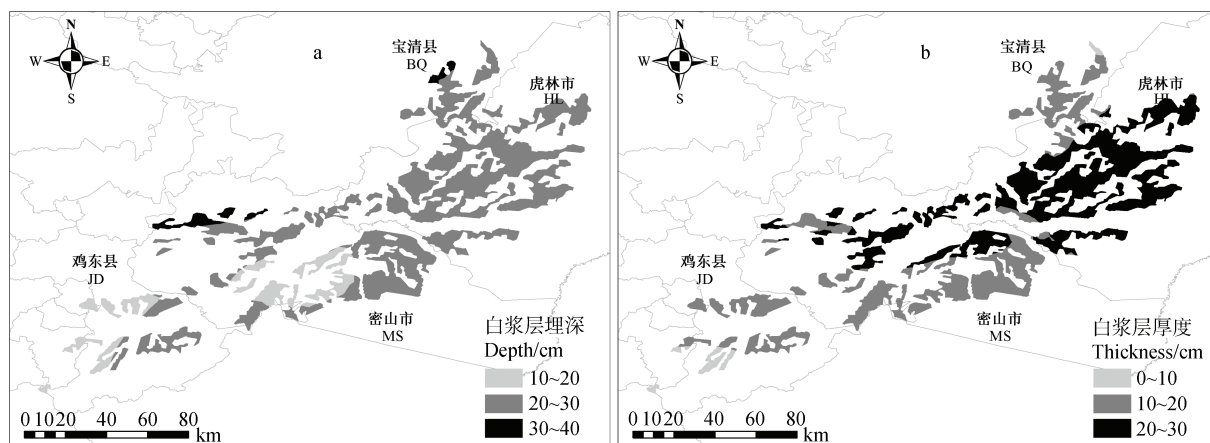 N
W
E
S
a
宝清县
BQ
虎林市
HL
鸡东县
JD
密山市
MS
白浆层埋深
Depth/cm
10~20
20~30
30~40
0 10 20 40 60 80
km
N
W
E
S
b
宝清县
BQ
虎林市
HL
鸡东县
JD
密山市
MS
白浆层厚度
Thickness/cm
0~10
10~20
20~30
0 10 20 40 60 80
km